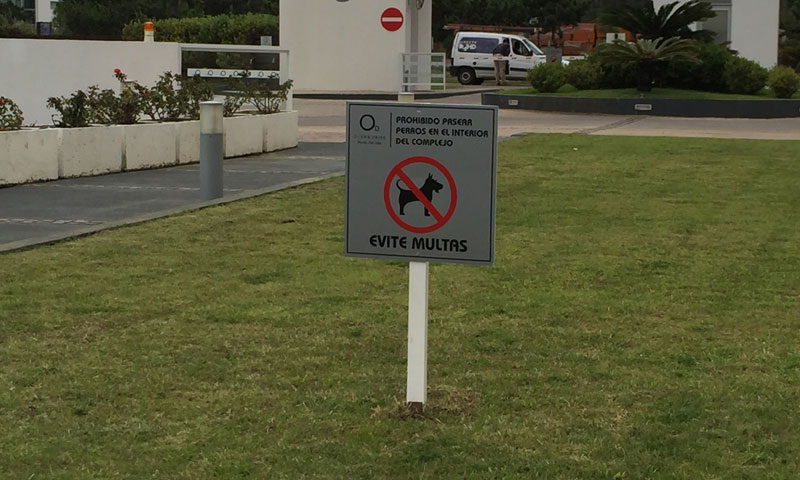 PROHIBIDO PASEAR
PERROS EN EL INTERIOR
DEL COMPLEJO
EVITE MULTAS